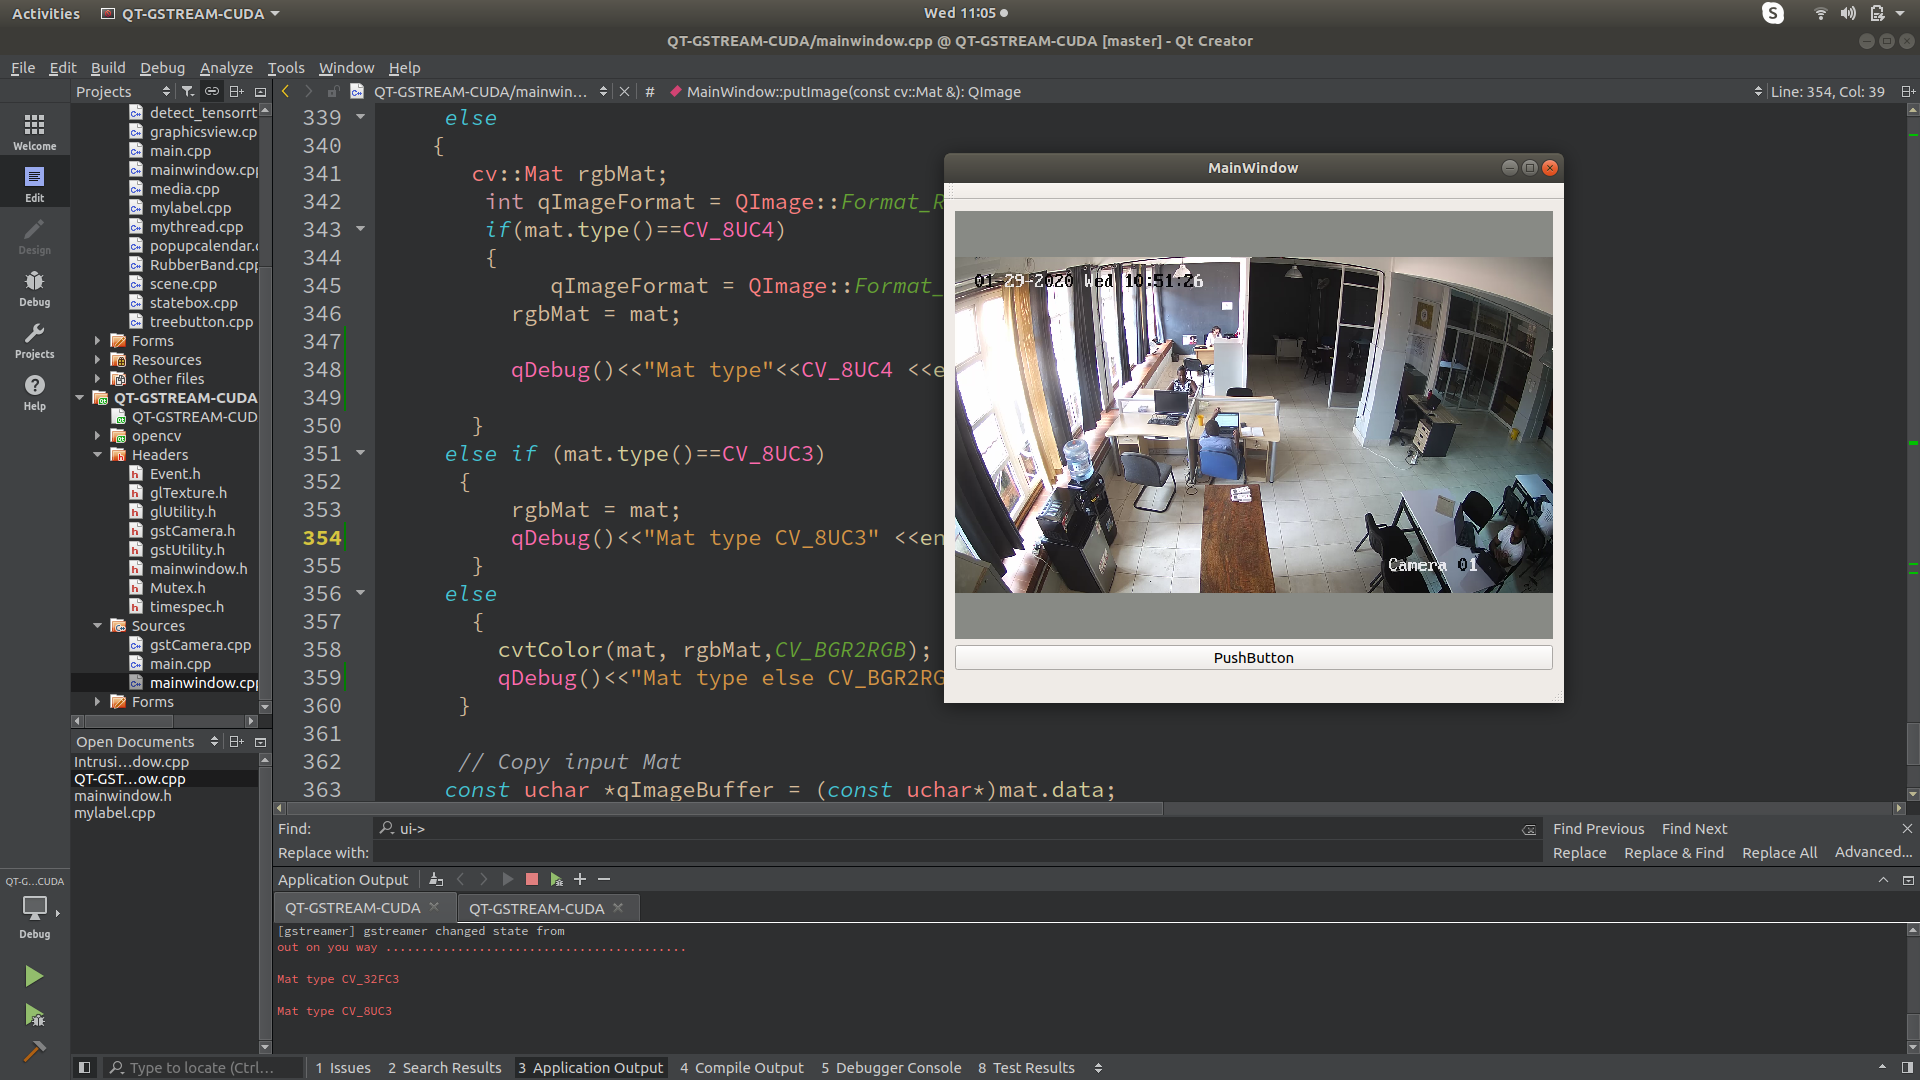 Activities QT-GSTREAM-CUDA Wed 11:05
QT-GSTREAM-CUDA/mainwindow.cpp @ QT-GSTREAM-CUDA [master] - Qt Creator
File Edit Build Debug Analyze Tools Window Help
Projects QT-GSTREAM-CUDA/mainwin... # MainWindow::putImage(const cv::Mat &): QImage Line: 354, Col: 39
Welcome
Edit
Design
Debug
Projects
Help
detect_tensorrt
graphicsview.cp
main.cpp
mainwindow.cpp
media.cpp
mylabel.cpp
mythread.cpp
popupcalendar.c
RubberBand.cpp
scene.cpp
statebox.cpp
treebutton.cpp
Forms
Resources
Other files
QT-GSTREAM-CUDA
QT-GSTREAM-CUD
opencv
Headers
Event.h
glTexture.h
glUtility.h
gstCamera.h
gstUtility.h
mainwindow.h
Mutex.h
timespec.h
Sources
gstCamera.cpp
main.cpp
mainwindow.cpp
Forms
Open Documents
Intrusi...dow.cpp
QT-GST...ow.cpp
mainwindow.h
mylabel.cpp
339 else
340 {
341 cv::Mat rgbMat;
342 int qImageFormat = QImage::Format_R
343 if(mat.type()==CV_8UC4)
344 {
345 qImageFormat = QImage::Format_
346 rgbMat = mat;
347
348 qDebug()<<"Mat type"<<CV_8UC4 <<e
349
350 }
351 else if (mat.type()==CV_8UC3)
352 {
353 rgbMat = mat;
354 qDebug()<<"Mat type CV_8UC3" <<en
355 }
356 else
357 {
358 cvtColor(mat, rgbMat,CV_BGR2RGB);
359 qDebug()<<"Mat type else CV_BGR2RG
360 }
361
362 // Copy input Mat
363 const uchar *qImageBuffer = (const uchar*)mat.data;
MainWindow
01-29-2020 Wed 10:51:26
Camera 01
PushButton
Find: ui-> Find Previous Find Next
Replace with: Replace Replace & Find Replace All Advanced...
Application Output
QT-GSTREAM-CUDA QT-GSTREAM-CUDA
[gstreamer] gstreamer changed state from
out on you way ..........................................
Mat type CV_32FC3
Mat type CV_8UC3
QT-G...CUDA
Debug
Type to locate (Ctrl... 1 Issues 2 Search Results 3 Application Output 4 Compile Output 5 Debugger Console 8 Test Results